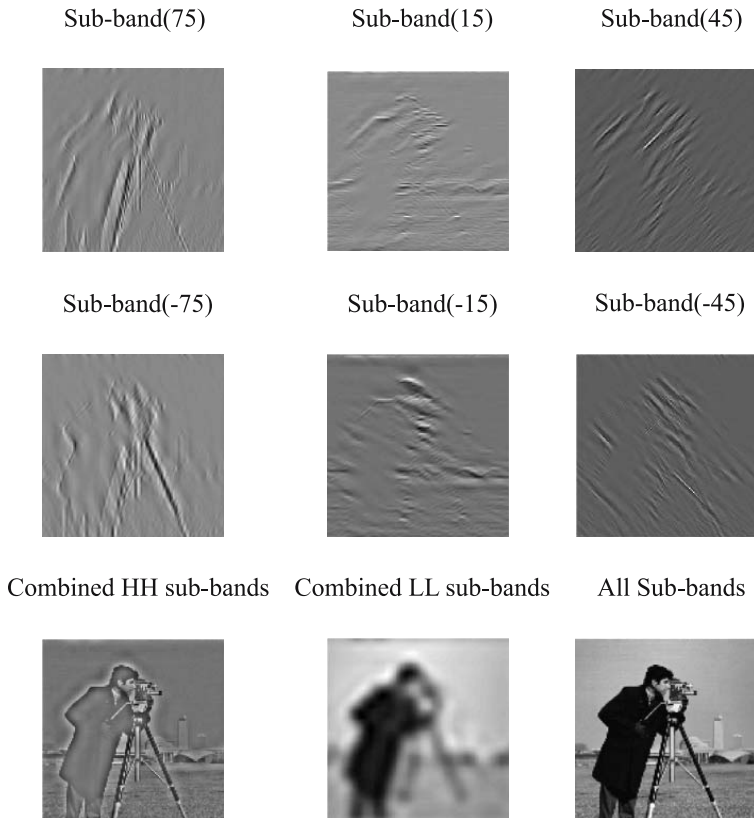 Sub-band(75) Sub-band(15) Sub-band(45)
Sub-band(-75) Sub-band(-15) Sub-band(-45)
Combined HH sub-bands Combined LL sub-bands All Sub-bands